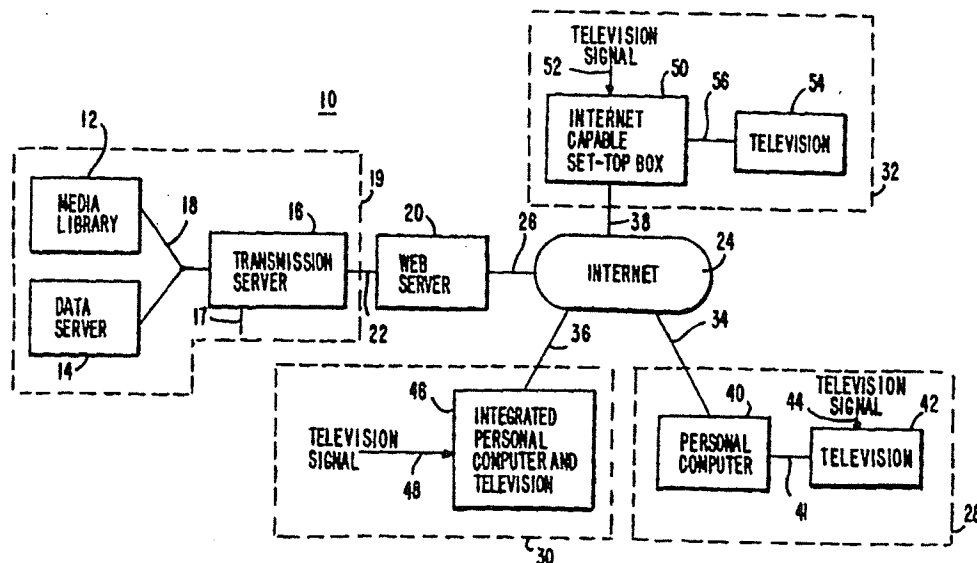 10
12
MEDIA
LIBRARY
18
DATA
SERVER
14
16
TRANSMISSION
SERVER
17
19
22
20
WEB
SERVER
26
INTERNET
24
TELEVISION
SIGNAL
52
50
INTERNET
CAPABLE
SET-TOP BOX
56
54
TELEVISION
32
38
36
34
46
INTEGRATED
PERSONAL
COMPUTER AND
TELEVISION
TELEVISION
SIGNAL
48
30
40
PERSONAL
COMPUTER
41
TELEVISION
SIGNAL
44
42
TELEVISION
28